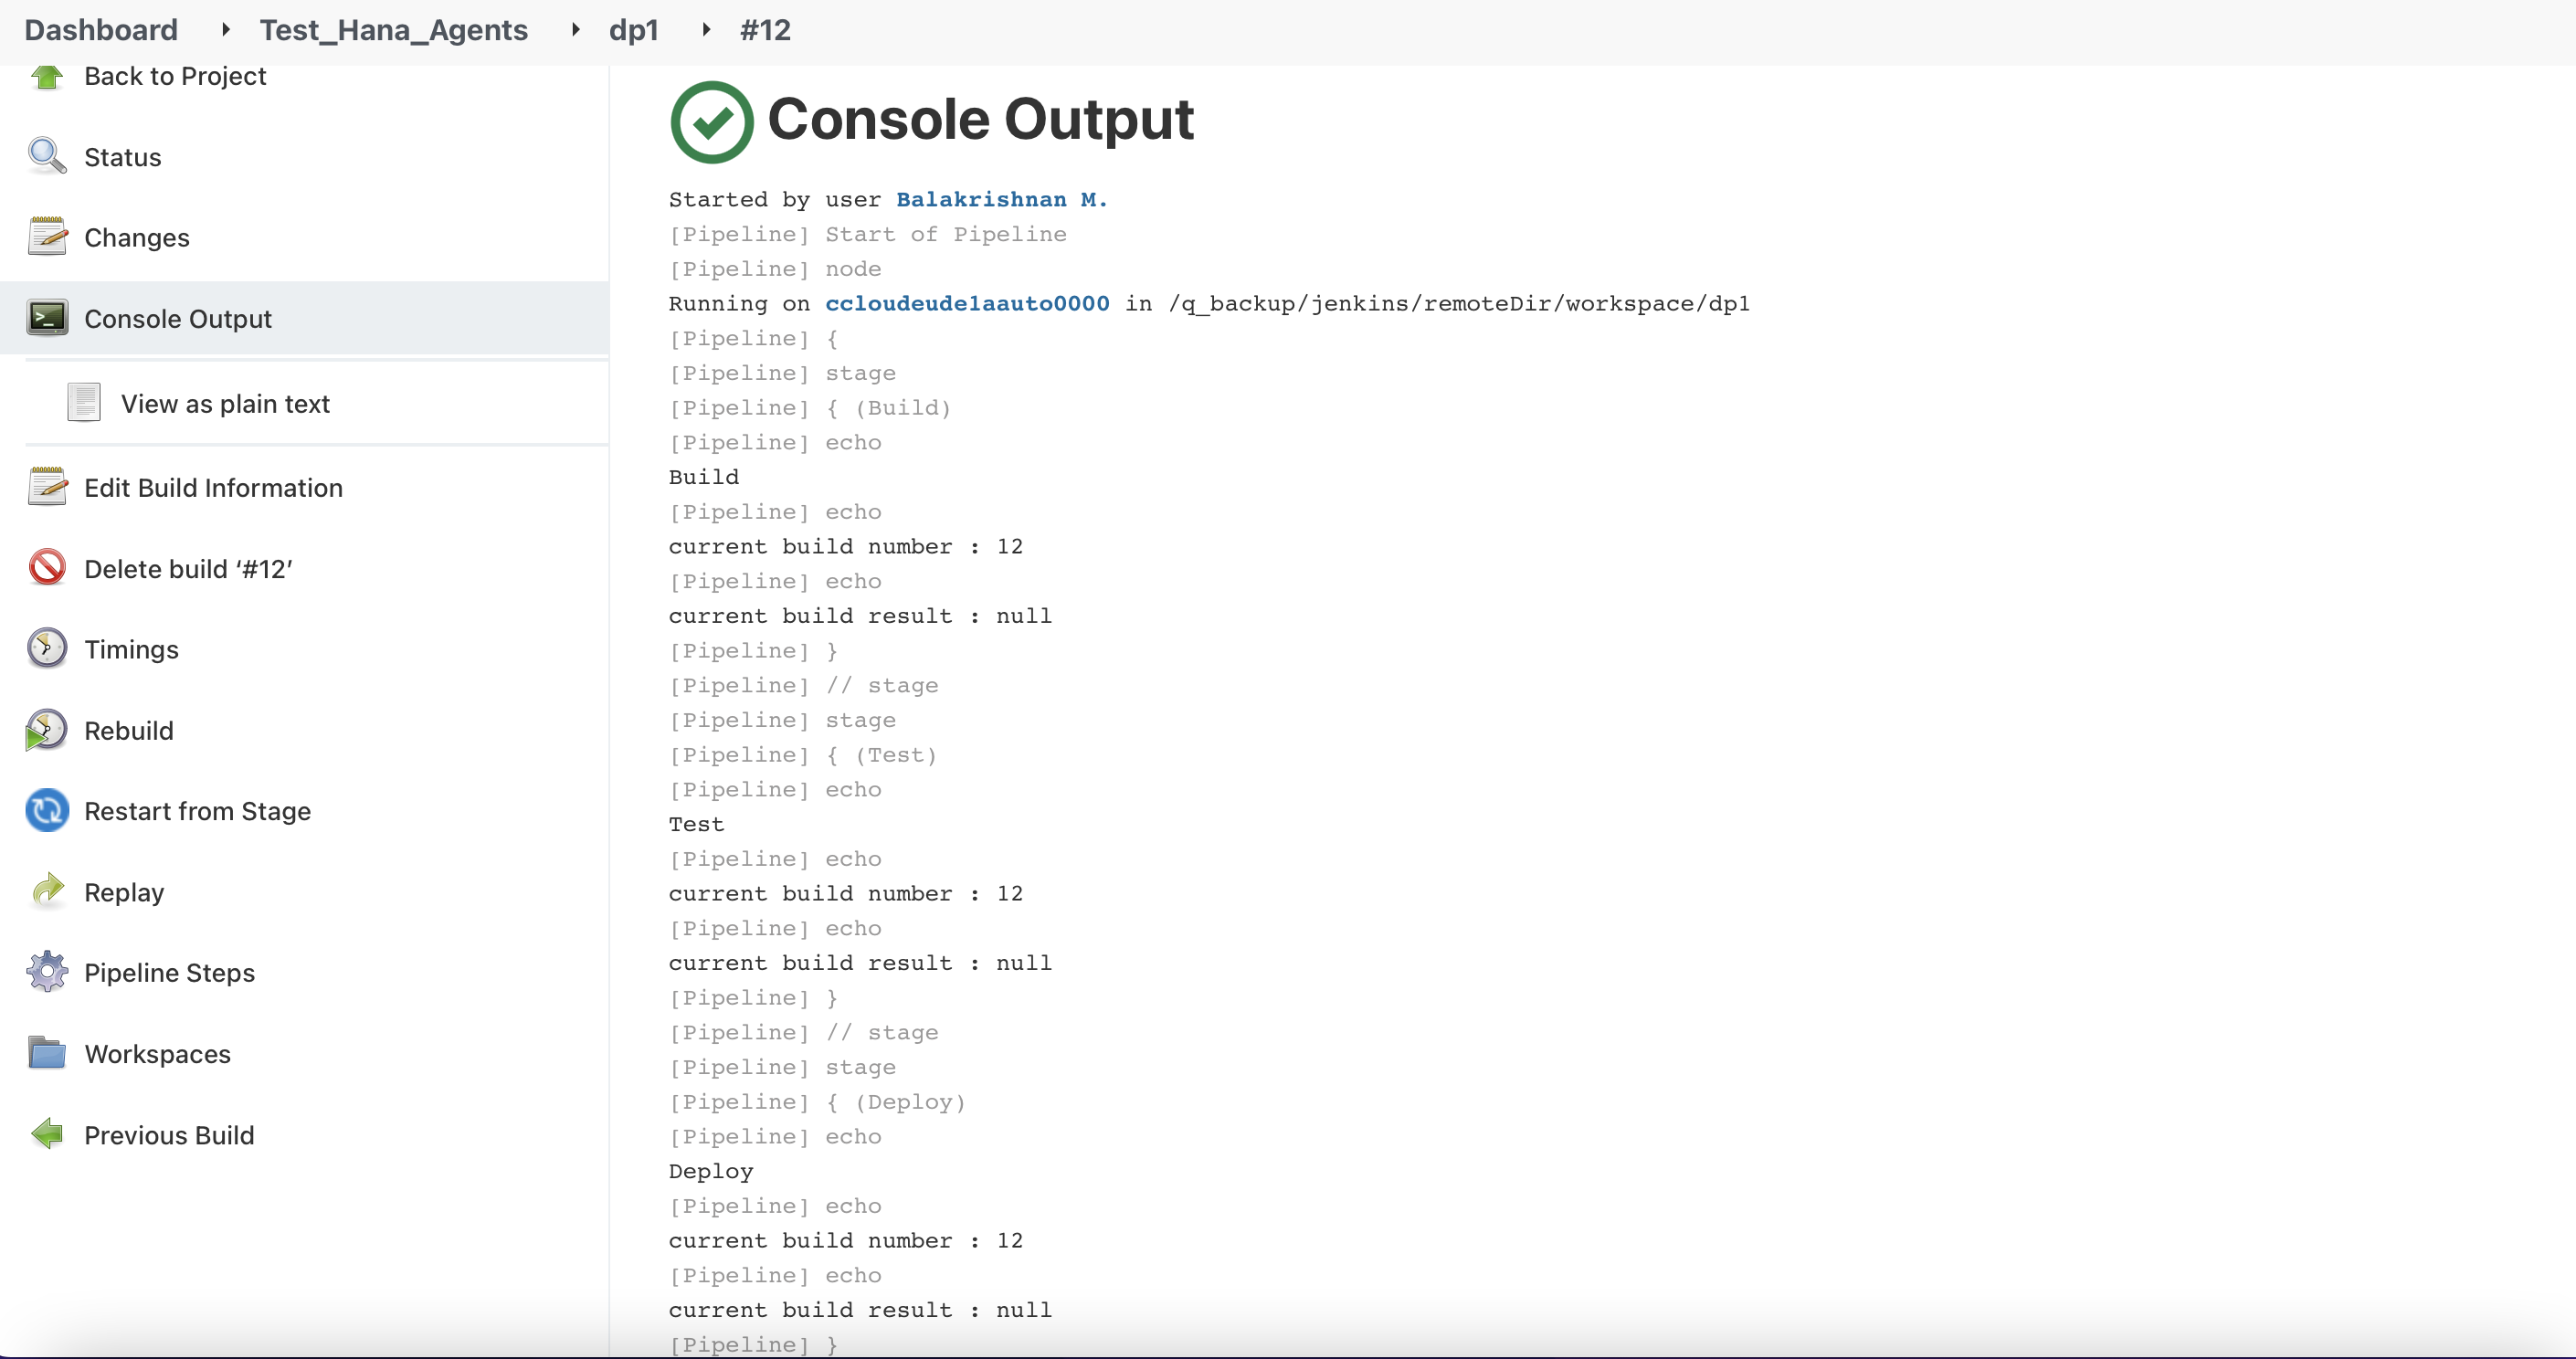 Dashboard Test_Hana_Agents dp1 #12
Back to Project
Status
Changes
Console Output
View as plain text
Edit Build Information
Delete build ‘#12’
Timings
Rebuild
Restart from Stage
Replay
Pipeline Steps
Workspaces
Previous Build
Console Output
Started by user Balakrishnan M.
[Pipeline] Start of Pipeline
[Pipeline] node
Running on ccloudeude1aauto0000 in /q_backup/jenkins/remoteDir/workspace/dp1
[Pipeline] {
[Pipeline] stage
[Pipeline] { (Build)
[Pipeline] echo
Build
[Pipeline] echo
current build number : 12
[Pipeline] echo
current build result : null
[Pipeline] }
[Pipeline] // stage
[Pipeline] stage
[Pipeline] { (Test)
[Pipeline] echo
Test
[Pipeline] echo
current build number : 12
[Pipeline] echo
current build result : null
[Pipeline] }
[Pipeline] // stage
[Pipeline] stage
[Pipeline] { (Deploy)
[Pipeline] echo
Deploy
[Pipeline] echo
current build number : 12
[Pipeline] echo
current build result : null
[Pipeline] }